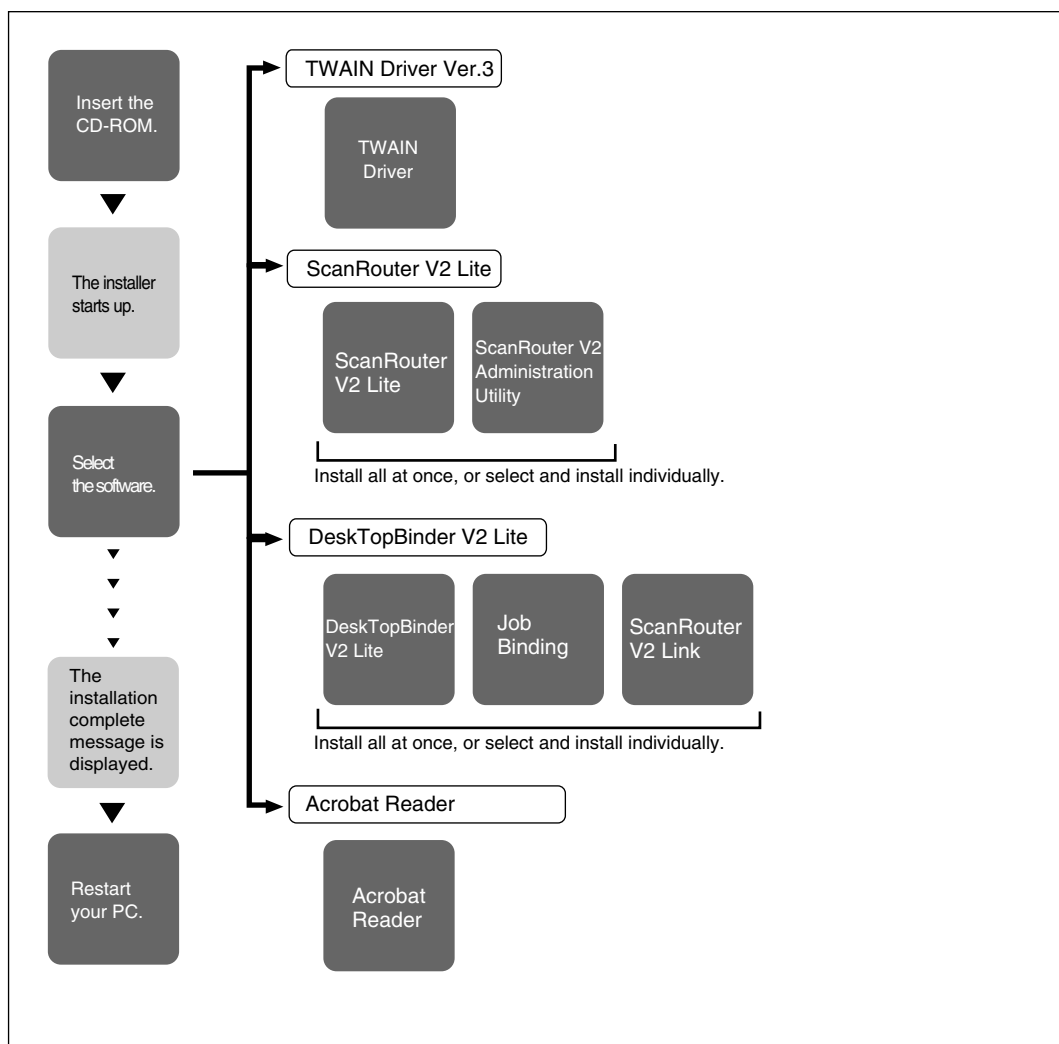 Insert the
CD-ROM.
The installer
starts up.
Select
the software.
The
installation
complete
message is
displayed.
Restart
your PC.
TWAIN Driver Ver.3
TWAIN
Driver
ScanRouter V2 Lite
ScanRouter
V2 Lite
ScanRouter V2
Administration
Utility
Install all at once, or select and install individually.
DeskTopBinder V2 Lite
DeskTopBinder
V2 Lite
Job
Binding
ScanRouter
V2 Link
Install all at once, or select and install individually.
Acrobat Reader
Acrobat
Reader